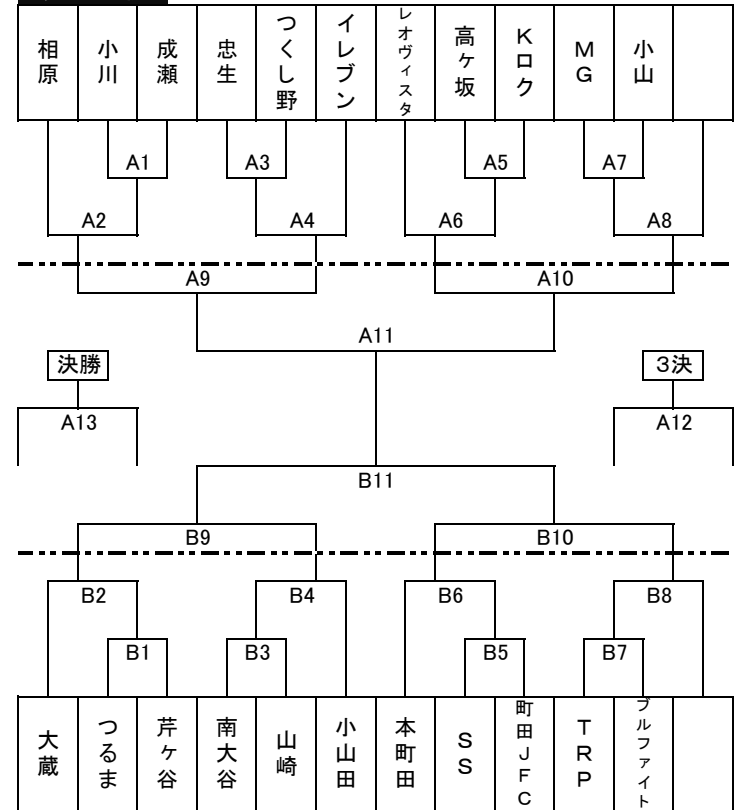 相原
小川
成瀬
忠生
つくし野
イレブン
レオヴィスタ
高ヶ坂
Kロク
MG
小山
A1
A3
A5
A7
A2
A4
A6
A8
A9
A10
A11
決勝
3決
A13
A12
B11
B9
B10
B2
B4
B6
B8
B1
B3
B5
B7
大蔵
つるま
芹ヶ谷
南大谷
山崎
小山田
本町田
SS
町田JFC
TRP
ブルファイト